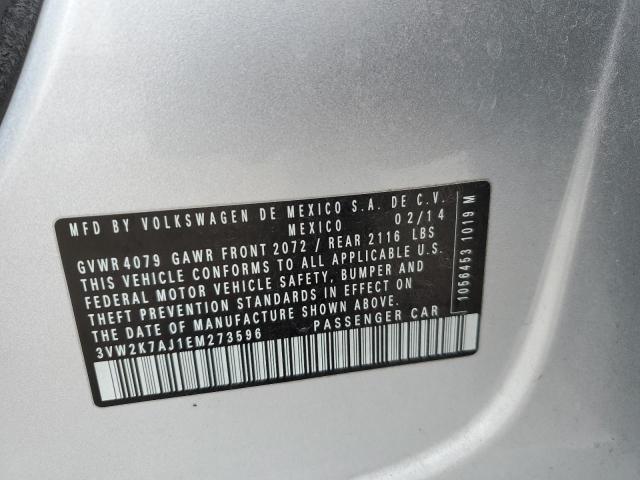 MFD BY VOLKSWAGEN DE MEXICO S.A. DE C.V.
MEXICO 02/14
GVWR 4079 GAWR FRONT 2072 / REAR 2116 LBS
THIS VEHICLE CONFORMS TO ALL APPLICABLE U.S.
FEDERAL MOTOR VEHICLE SAFETY, BUMPER AND
THEFT PREVENTION STANDARDS IN EFFECT ON
THE DATE OF MANUFACTURE SHOWN ABOVE.
3VW2K7AJ1EM273596 PASSENGER CAR
1056453 1019 M